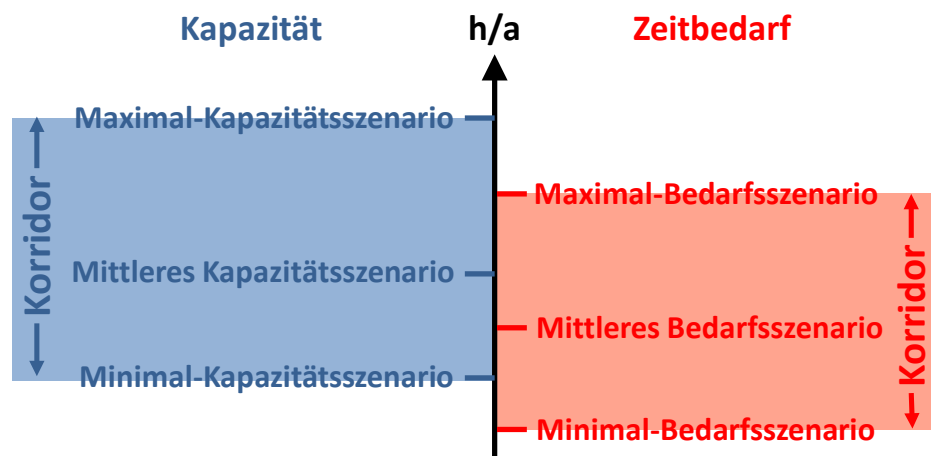 Kapazität h/a Zeitbedarf
Maximal-Kapazitätsszenario
Maximal-Bedarfsszenario
Korridor
Korridor
Mittleres Kapazitätsszenario
Mittleres Bedarfsszenario
Minimal-Kapazitätsszenario
Minimal-Bedarfsszenario